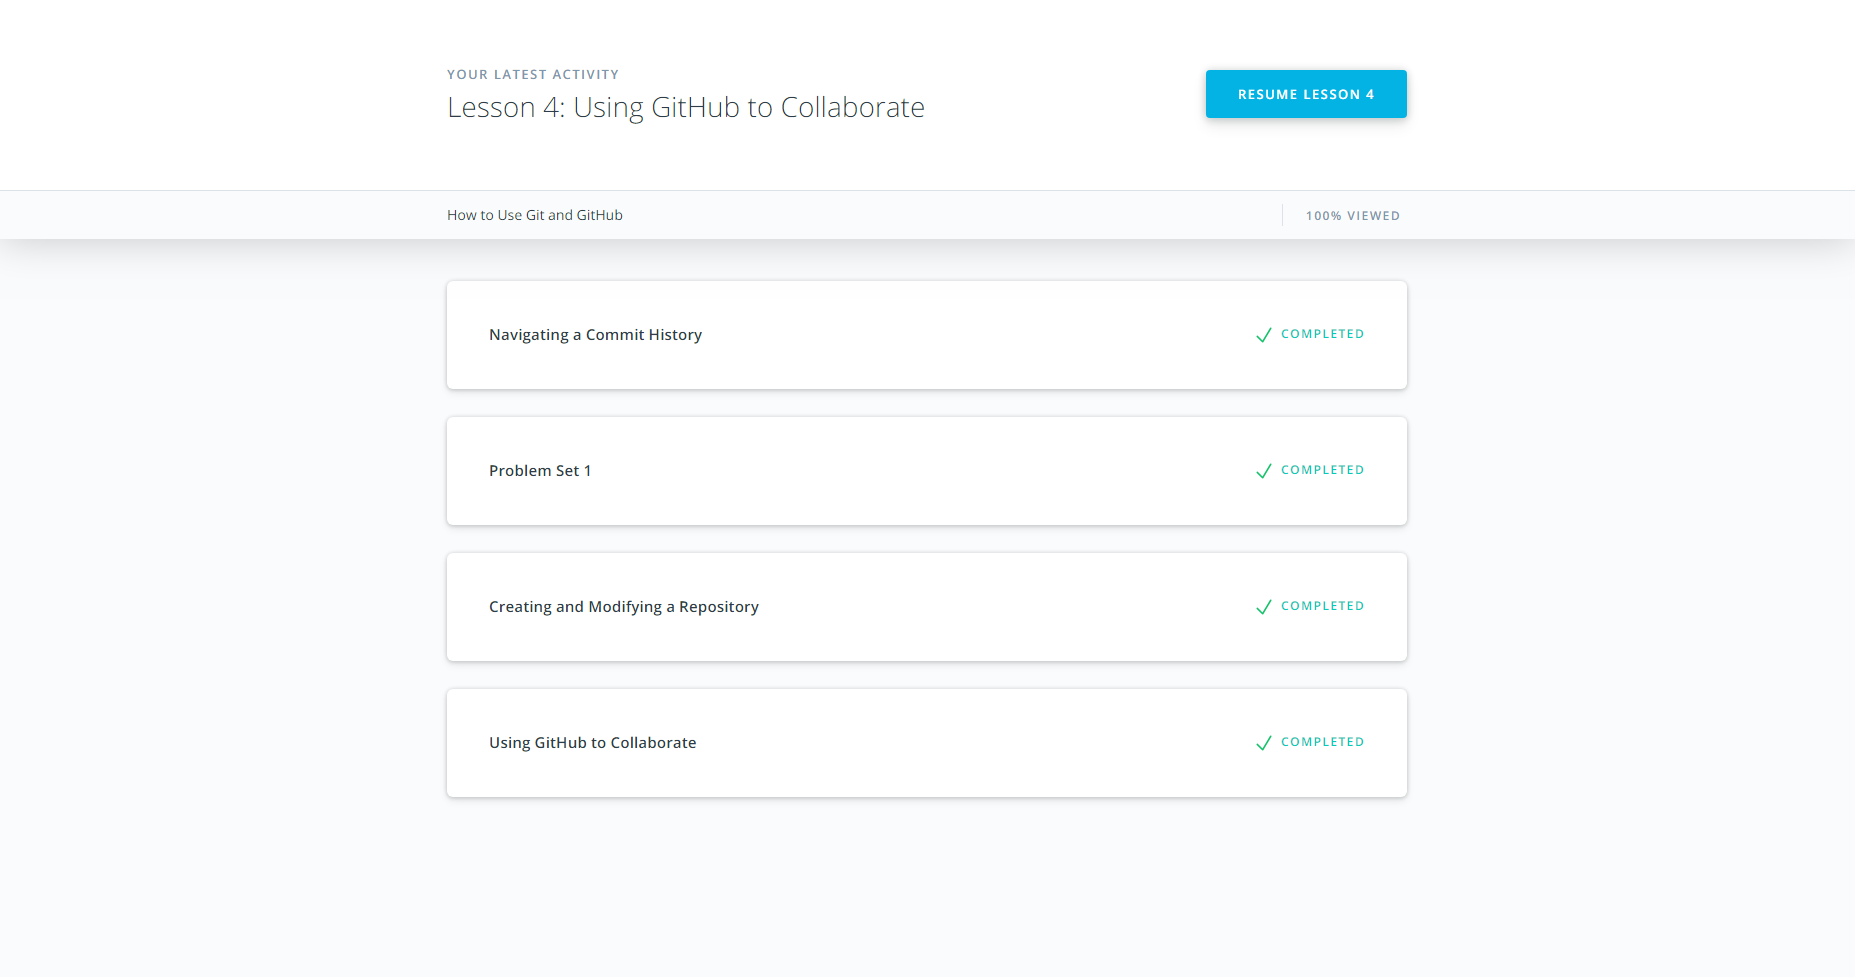 YOUR LATEST ACTIVITY
Lesson 4: Using GitHub to Collaborate
RESUME LESSON 4
How to Use Git and GitHub
100% VIEWED
Navigating a Commit History
COMPLETED
Problem Set 1
COMPLETED
Creating and Modifying a Repository
COMPLETED
Using GitHub to Collaborate
COMPLETED